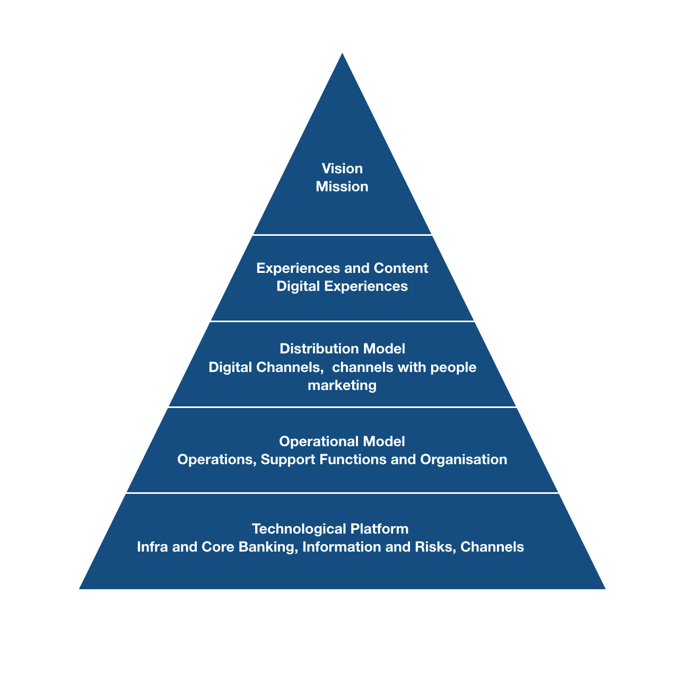 Vision
Mission
Experiences and Content
Digital Experiences
Distribution Model
Digital Channels,  channels with people
marketing
Operational Model
Operations, Support Functions and Organisation
Technological Platform
Infra and Core Banking, Information and Risks, Channels